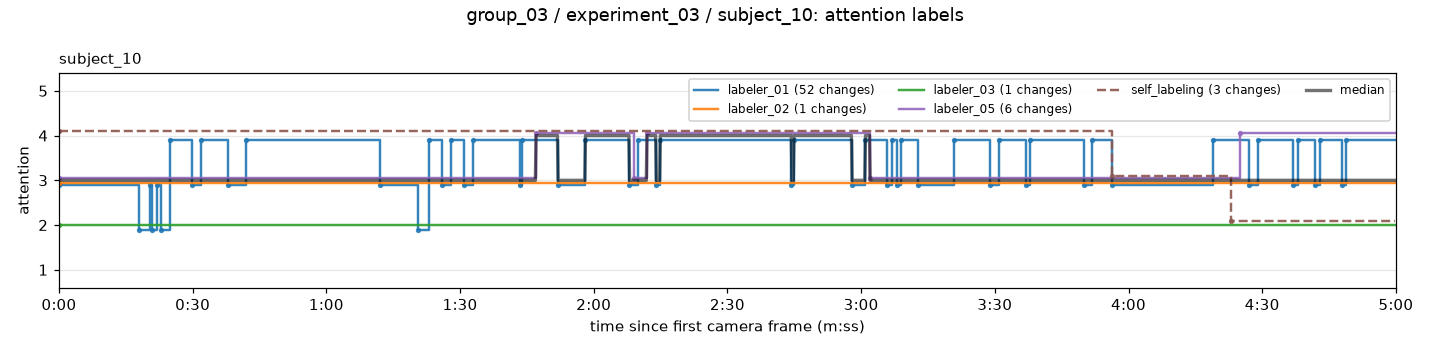 group_03 / experiment_03 / subject_10: attention labels
subject_10
labeler_01 (52 changes)
labeler_02 (1 changes)
labeler_03 (1 changes)
labeler_05 (6 changes)
self_labeling (3 changes)
median
attention
5
4
3
2
1
0:00 0:30 1:00 1:30 2:00 2:30 3:00 3:30 4:00 4:30 5:00
time since first camera frame (m:ss)